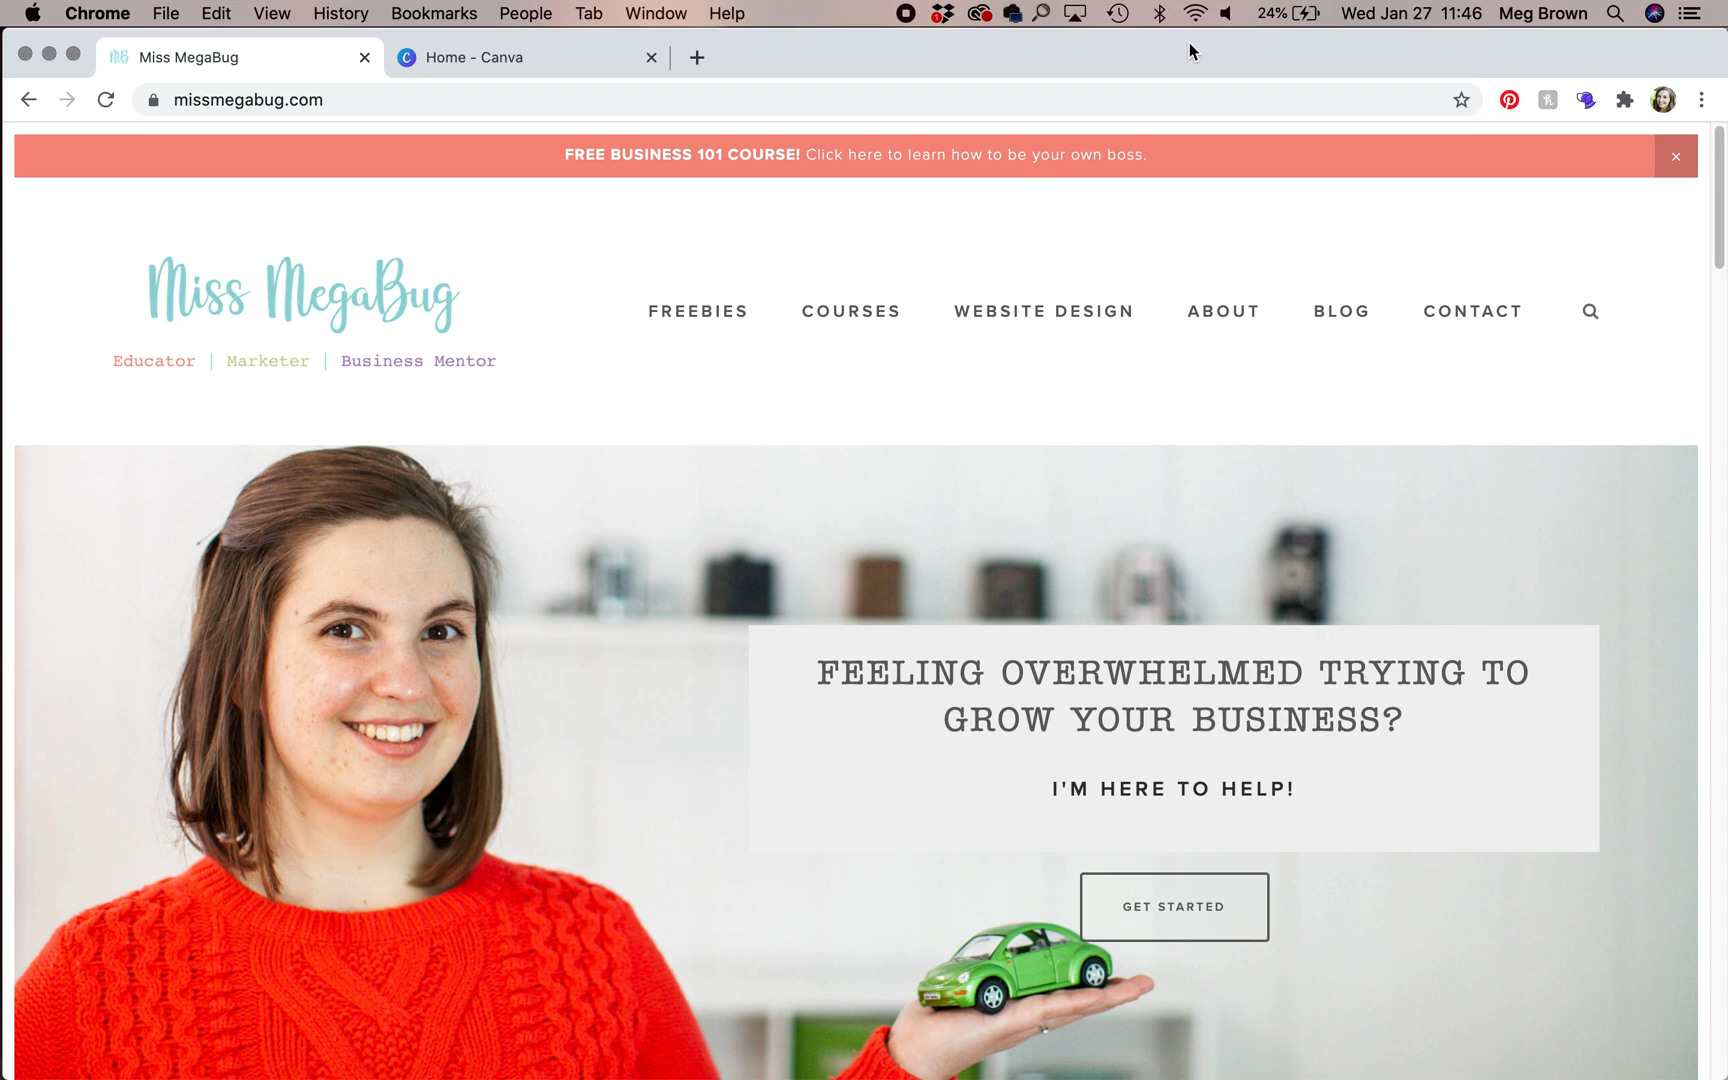 Chrome File Edit View History Bookmarks People Tab Window Help 24% Wed Jan 27 11:46 Meg Brown
Miss MegaBug Home - Canva
missmegabug.com
FREE BUSINESS 101 COURSE! Click here to learn how to be your own boss.
Miss MegaBug
Educator | Marketer | Business Mentor
FREEBIES COURSES WEBSITE DESIGN ABOUT BLOG CONTACT
FEELING OVERWHELMED TRYING TO
GROW YOUR BUSINESS?
I'M HERE TO HELP!
GET STARTED